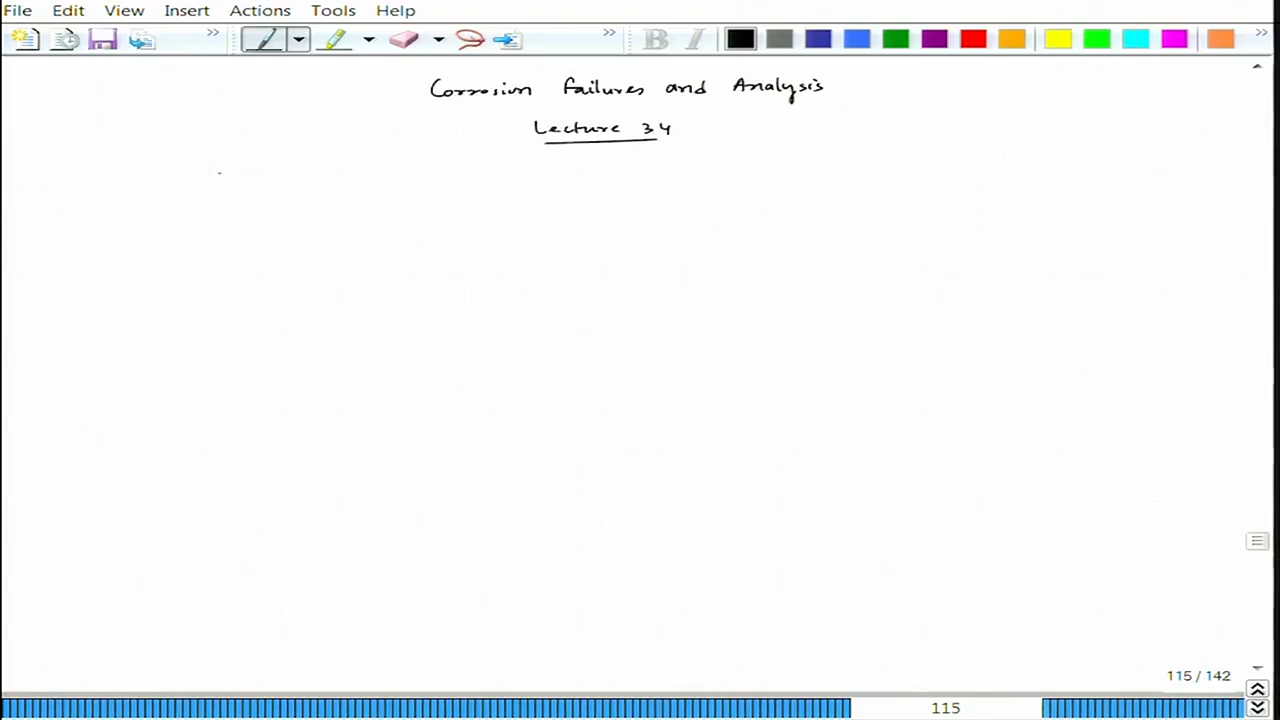 File Edit View Insert Actions Tools Help
B I
Corrosion Failures and Analysis
Lecture 34
115 / 142
115